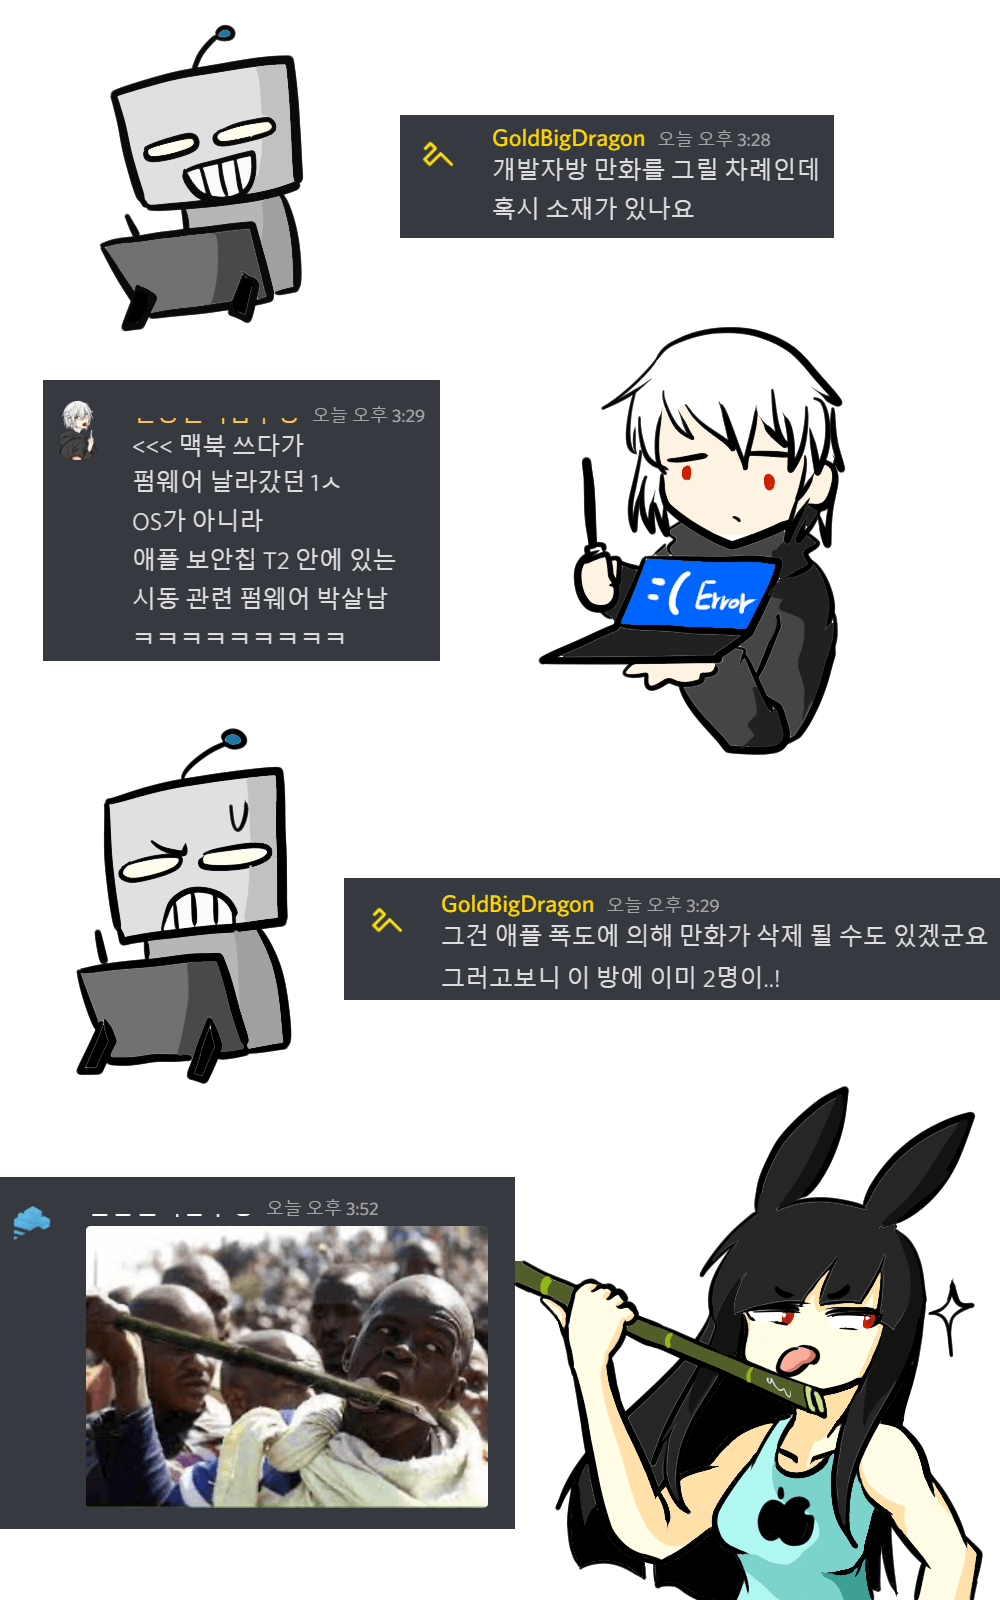 GoldBigDragon 오늘 오후 3:28
개발자방 만화를 그릴 차례인데
혹시 소재가 있나요
오늘 오후 3:29
<<< 맥북 쓰다가
펌웨어 날라갔던 1ㅅ
OS가 아니라
애플 보안칩 T2 안에 있는
시동 관련 펌웨어 박살남
ㅋㅋㅋㅋㅋㅋㅋㅋㅋ
=( Error
GoldBigDragon 오늘 오후 3:29
그건 애플 폭도에 의해 만화가 삭제 될 수도 있겠군요
그러고보니 이 방에 이미 2명이..!
오늘 오후 3:52